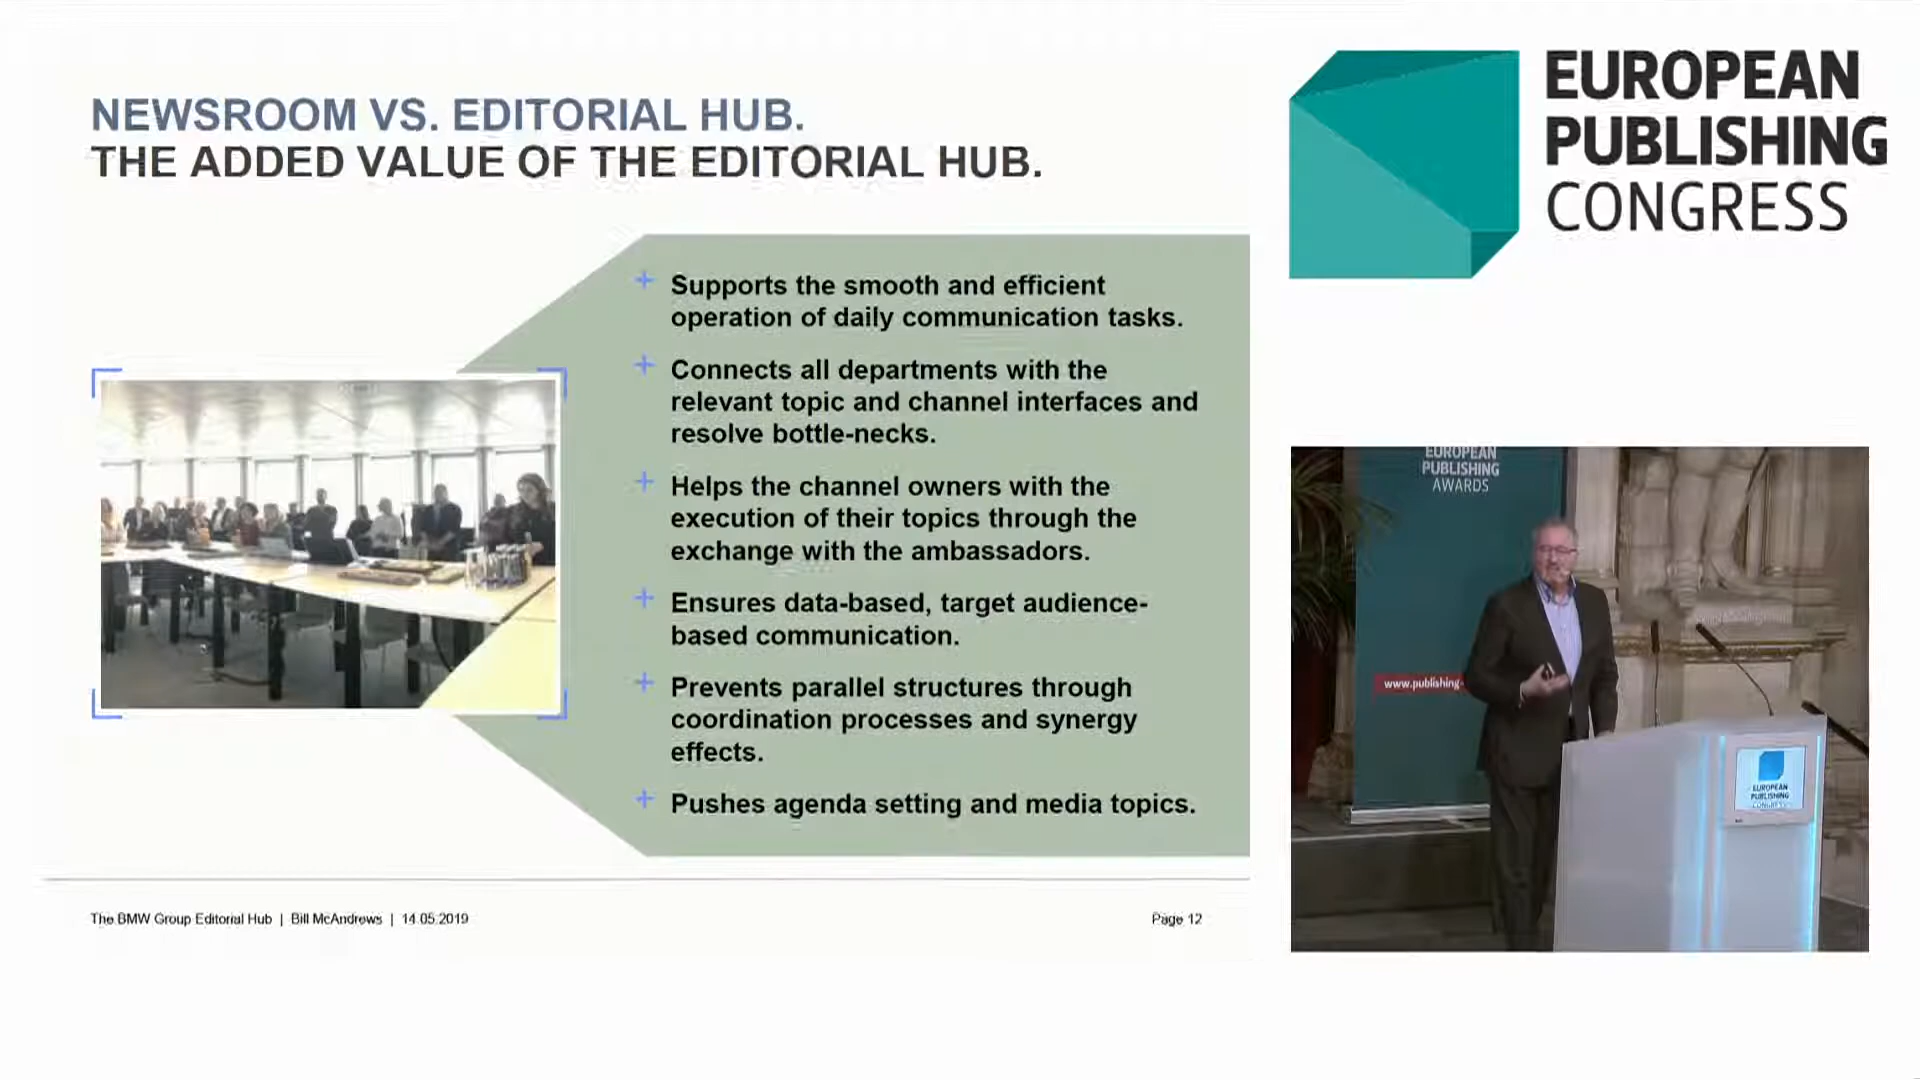 NEWSROOM VS. EDITORIAL HUB.
THE ADDED VALUE OF THE EDITORIAL HUB.
+ Supports the smooth and efficient
operation of daily communication tasks.
+ Connects all departments with the
relevant topic and channel interfaces and
resolve bottle-necks.
+ Helps the channel owners with the
execution of their topics through the
exchange with the ambassadors.
+ Ensures data-based, target audience-
based communication.
+ Prevents parallel structures through
coordination processes and synergy
effects.
+ Pushes agenda setting and media topics.
The BMW Group Editorial Hub | Bill McAndrews | 14.05.2019
Page 12
EUROPEAN
PUBLISHING
CONGRESS
EUROPEAN
PUBLISHING
AWARDS
www.publishing-
EUROPEAN
PUBLISHING
CONGRESS